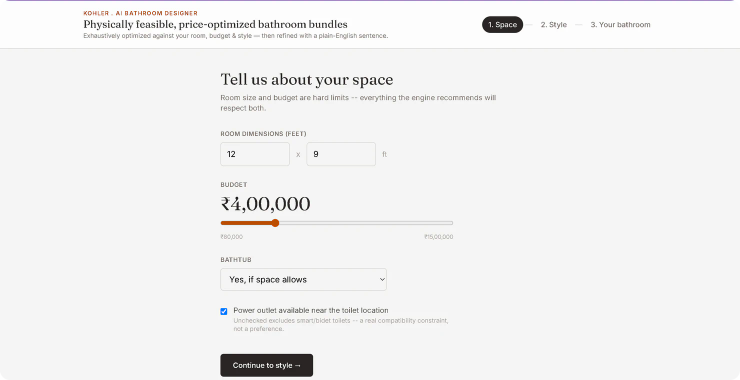 KOHLER . AI BATHROOM DESIGNER
Physically feasible, price-optimized bathroom bundles
Exhaustively optimized against your room, budget & style — then refined with a plain-English sentence.
1. Space — 2. Style — 3. Your bathroom
Tell us about your space
Room size and budget are hard limits -- everything the engine recommends will
respect both.
ROOM DIMENSIONS (FEET)
12 x 9 ft
BUDGET
₹4,00,000
₹80,000 ₹15,00,000
BATHTUB
Yes, if space allows
Power outlet available near the toilet location
Unchecked excludes smart/bidet toilets -- a real compatibility constraint,
not a preference.
Continue to style →